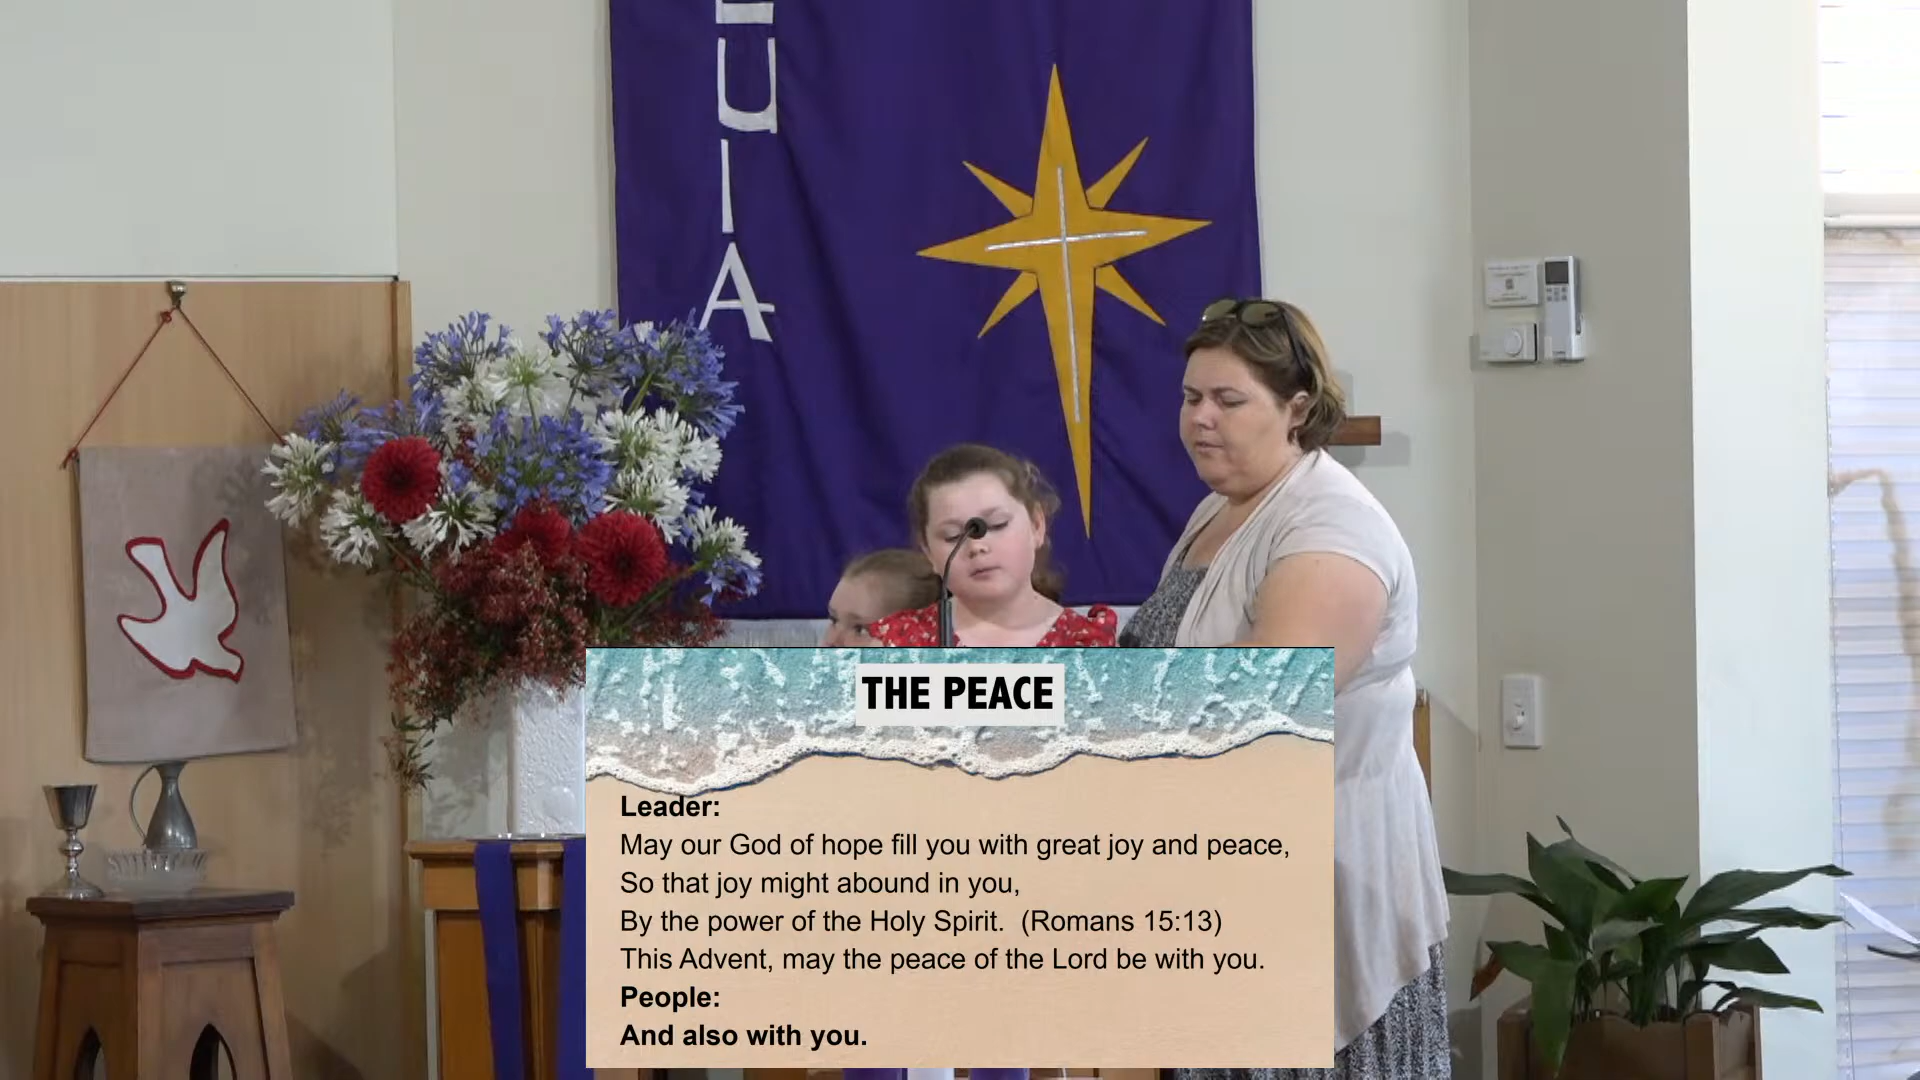 UIA
THE PEACE
Leader:
May our God of hope fill you with great joy and peace,
So that joy might abound in you,
By the power of the Holy Spirit.  (Romans 15:13)
This Advent, may the peace of the Lord be with you.
People:
And also with you.